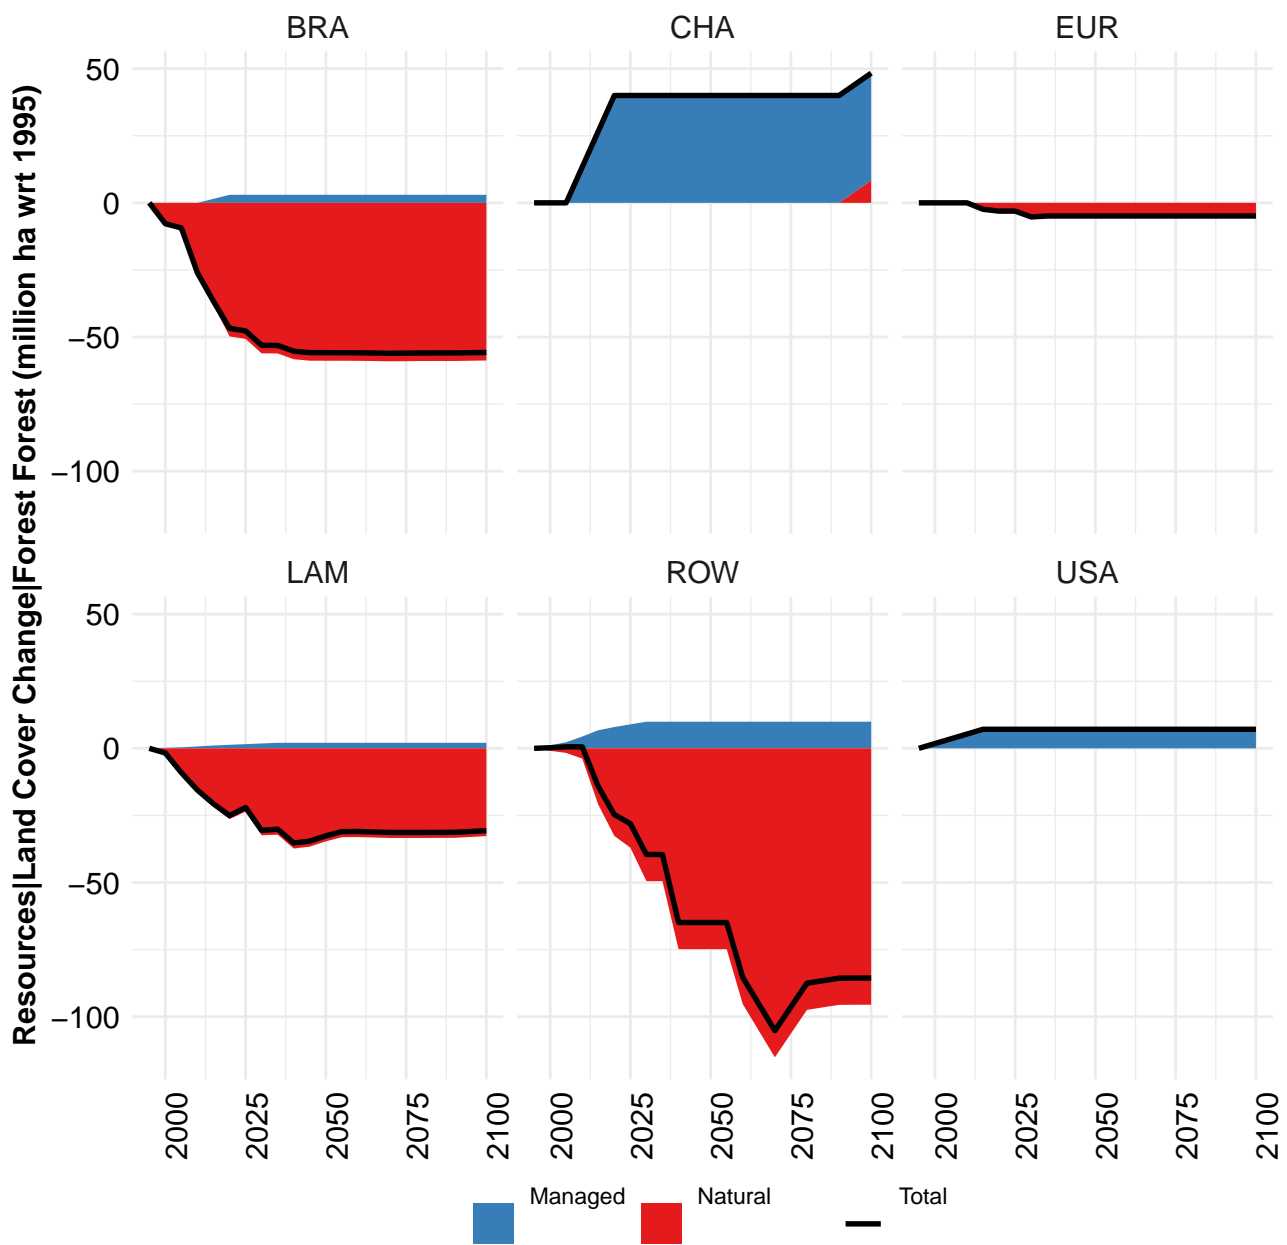 BRA
CHA
EUR
Resources|Land Cover Change|Forest Forest (million ha wrt 1995)
50
0
−50
−100
LAM
ROW
USA
50
0
−50
−100
2000
2025
2050
2075
2100
2000
2025
2050
2075
2100
2000
2025
2050
2075
2100
Managed
Natural
Total